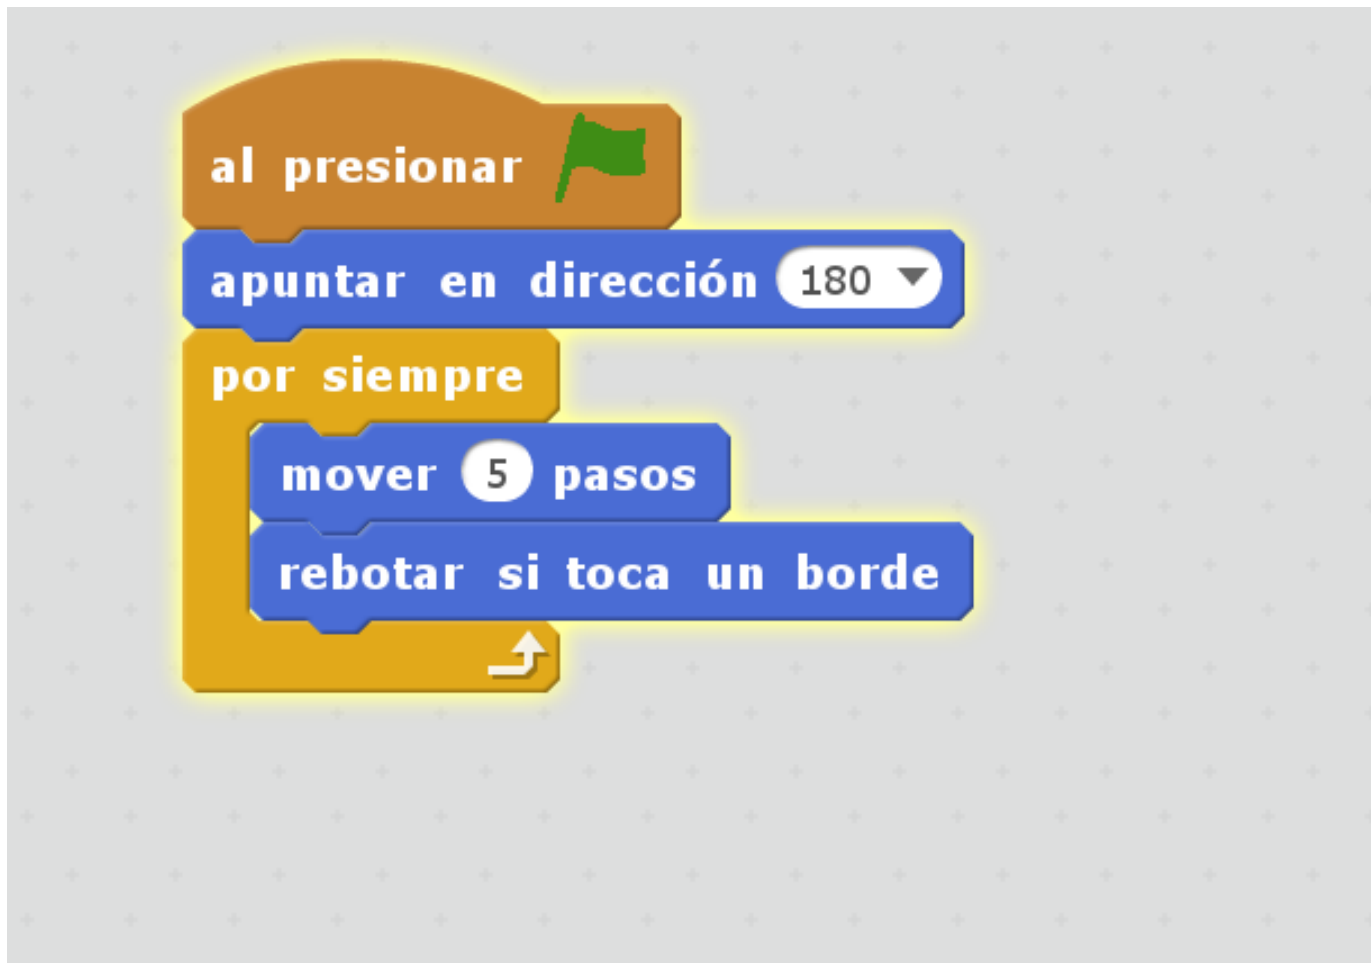 al presionar
apuntar en dirección 180
por siempre
mover 5 pasos
rebotar si toca un borde